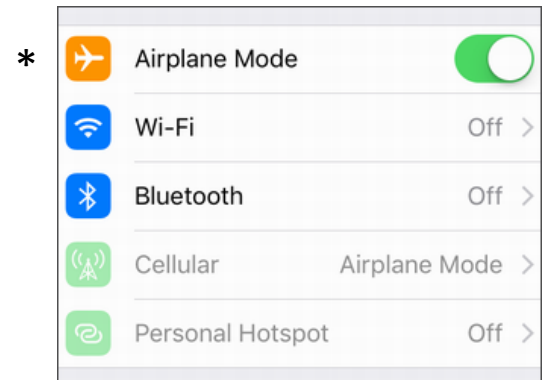 * Airplane Mode
Wi-Fi Off >
Bluetooth Off >
Cellular Airplane Mode >
Personal Hotspot Off >